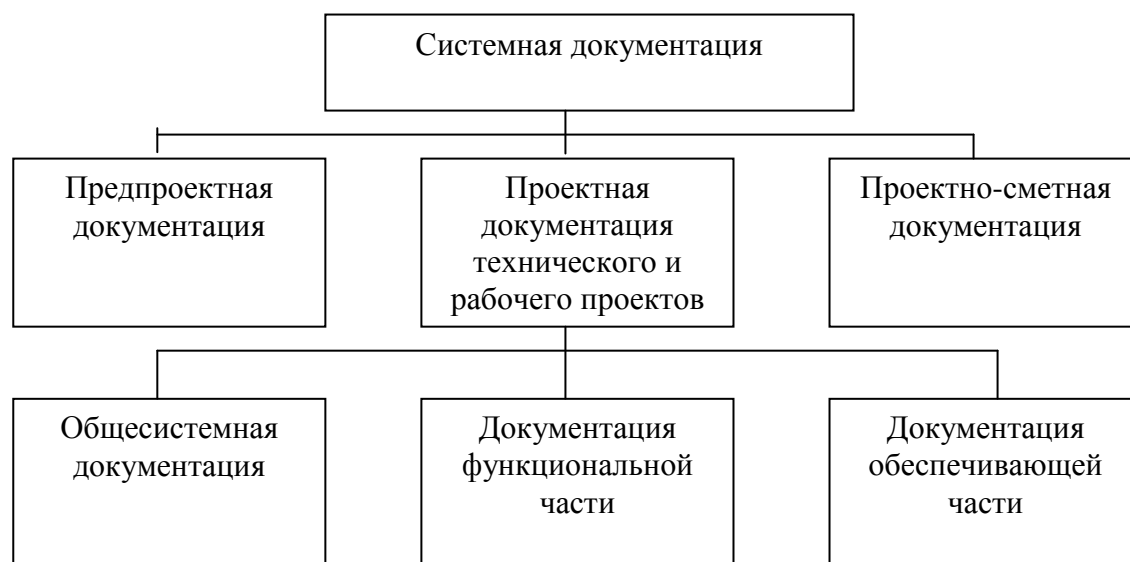 Системная документация
Предпроектная
документация
Проектная
документация
технического и
рабочего проектов
Проектно-сметная
документация
Общесистемная
документация
Документация
функциональной
части
Документация
обеспечивающей
части